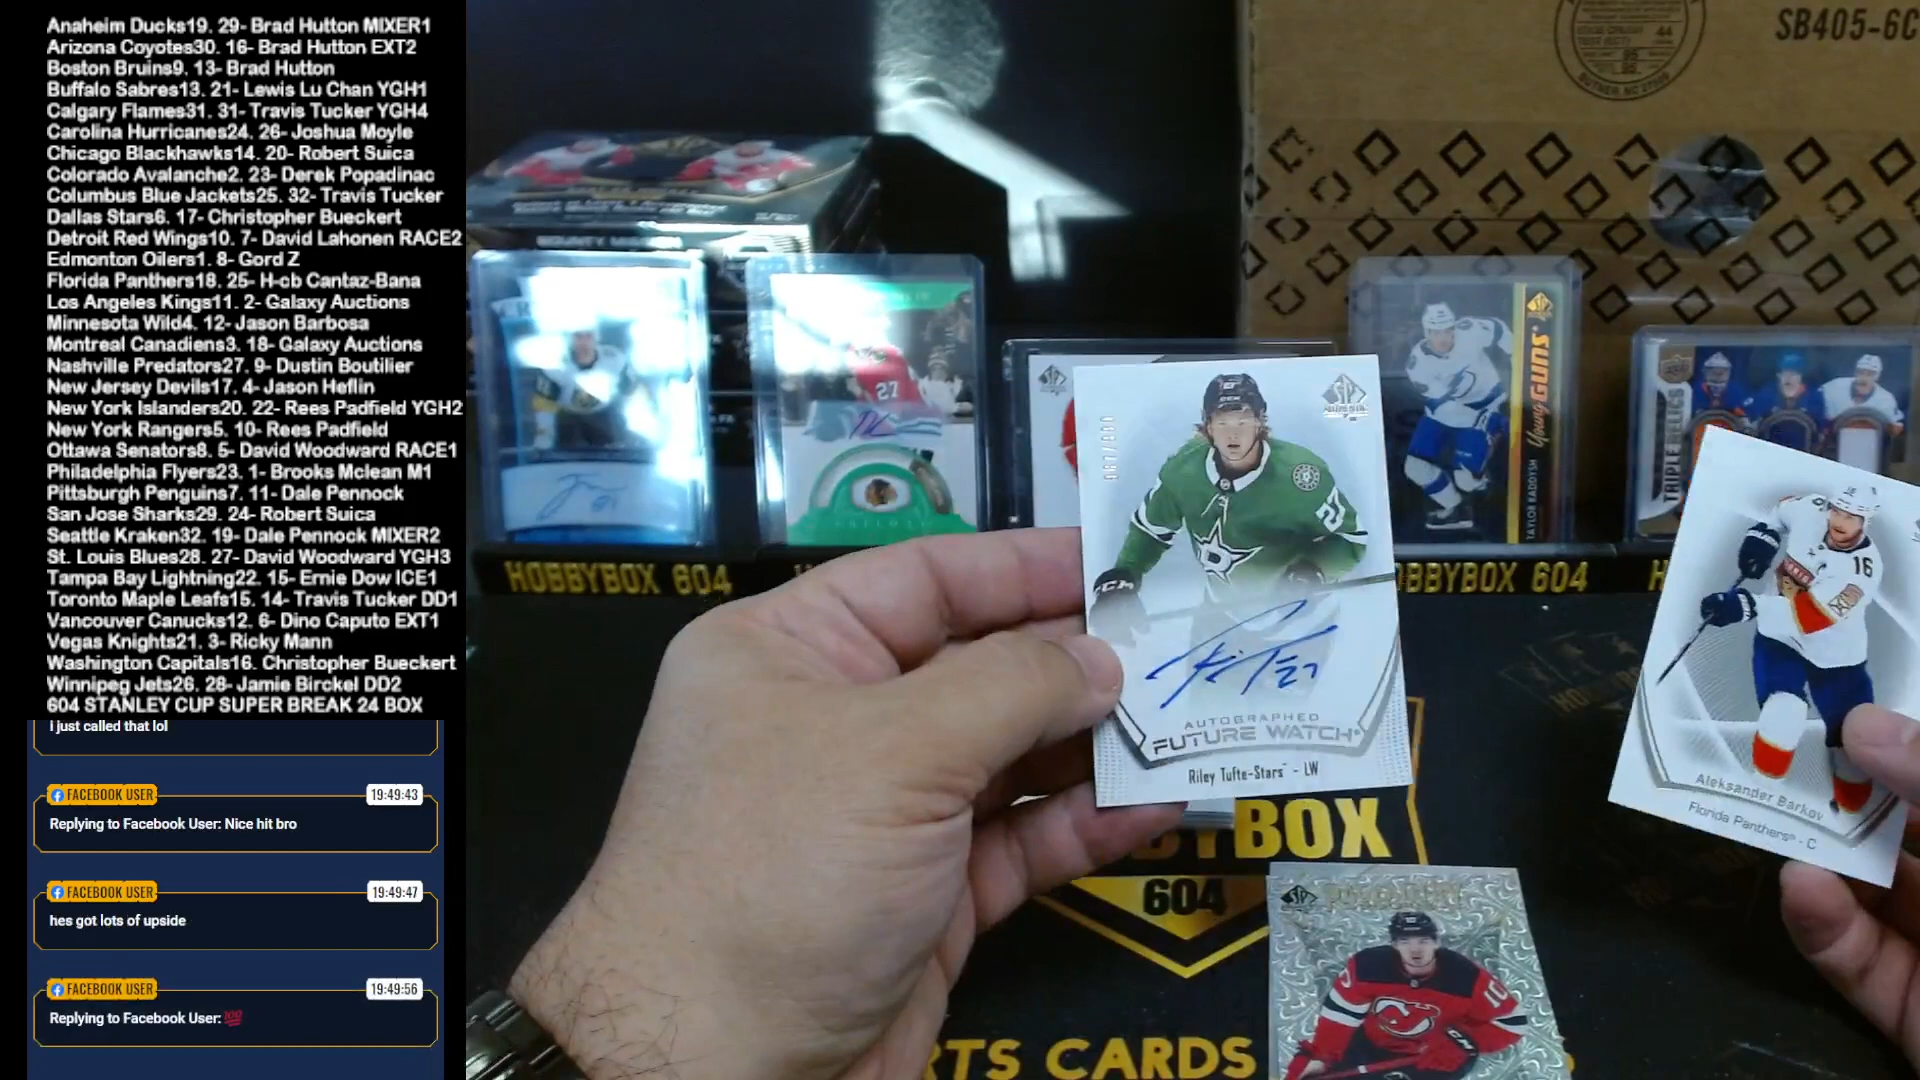 Anaheim Ducks19. 29- Brad Hutton MIXER1
Arizona Coyotes30. 16- Brad Hutton EXT2
Boston Bruins9. 13- Brad Hutton
Buffalo Sabres13. 21- Lewis Lu Chan YGH1
Calgary Flames31. 31- Travis Tucker YGH4
Carolina Hurricanes24. 26- Joshua Moyle
Chicago Blackhawks14. 20- Robert Suica
Colorado Avalanche2. 23- Derek Popadinac
Columbus Blue Jackets25. 32- Travis Tucker
Dallas Stars6. 17- Christopher Bueckert
Detroit Red Wings10. 7- David Lahonen RACE2
Edmonton Oilers1. 8- Gord Z
Florida Panthers18. 25- H-cb Cantaz-Bana
Los Angeles Kings11. 2- Galaxy Auctions
Minnesota Wild4. 12- Jason Barbosa
Montreal Canadiens3. 18- Galaxy Auctions
Nashville Predators27. 9- Dustin Boutilier
New Jersey Devils17. 4- Jason Heflin
New York Islanders20. 22- Rees Padfield YGH2
New York Rangers5. 10- Rees Padfield
Ottawa Senators8. 5- David Woodward RACE1
Philadelphia Flyers23. 1- Brooks Mclean M1
Pittsburgh Penguins7. 11- Dale Pennock
San Jose Sharks29. 24- Robert Suica
Seattle Kraken32. 19- Dale Pennock MIXER2
St. Louis Blues28. 27- David Woodward YGH3
Tampa Bay Lightning22. 15- Ernie Dow ICE1
Toronto Maple Leafs15. 14- Travis Tucker DD1
Vancouver Canucks12. 6- Dino Caputo EXT1
Vegas Knights21. 3- Ricky Mann
Washington Capitals16. Christopher Bueckert
Winnipeg Jets26. 28- Jamie Birckel DD2
604 STANLEY CUP SUPER BREAK 24 BOX
i just called that lol
FACEBOOK USER 19:49:43
Replying to Facebook User: Nice hit bro
FACEBOOK USER 19:49:47
hes got lots of upside
FACEBOOK USER 19:49:56
Replying to Facebook User: 💯
SB405-6C
44
HOBBYBOX 604
BBYBOX 604
H
27
YOUNG GUNS
TAYLOR RADDYSH
TRIPLE RELICS
SP
27
AUTOGRAPHED
FUTURE WATCH
Riley Tufte-Stars - LW
16
Aleksander Barkov
Florida Panthers - C
BOX
604
SP
10
RTS CARDS